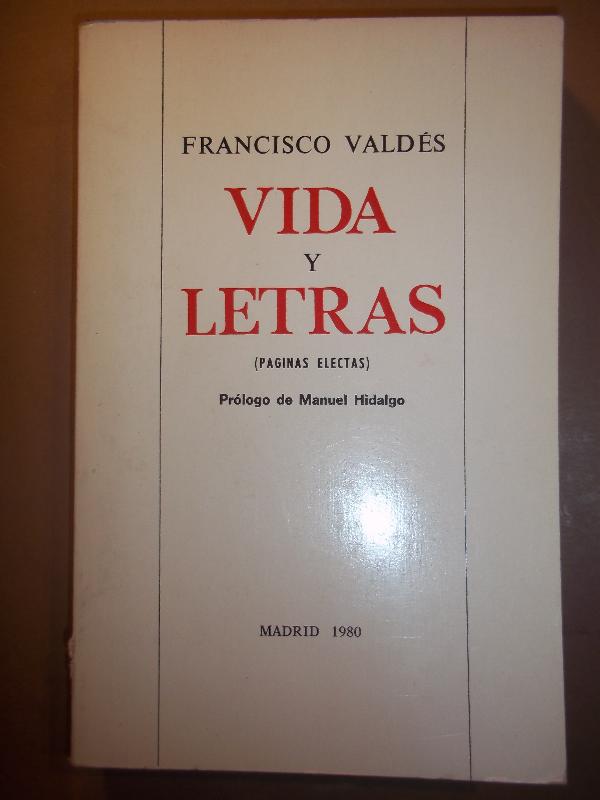 FRANCISCO VALDÉS
VIDA
Y
LETRAS
(PAGINAS ELECTAS)
Prólogo de Manuel Hidalgo
MADRID 1980